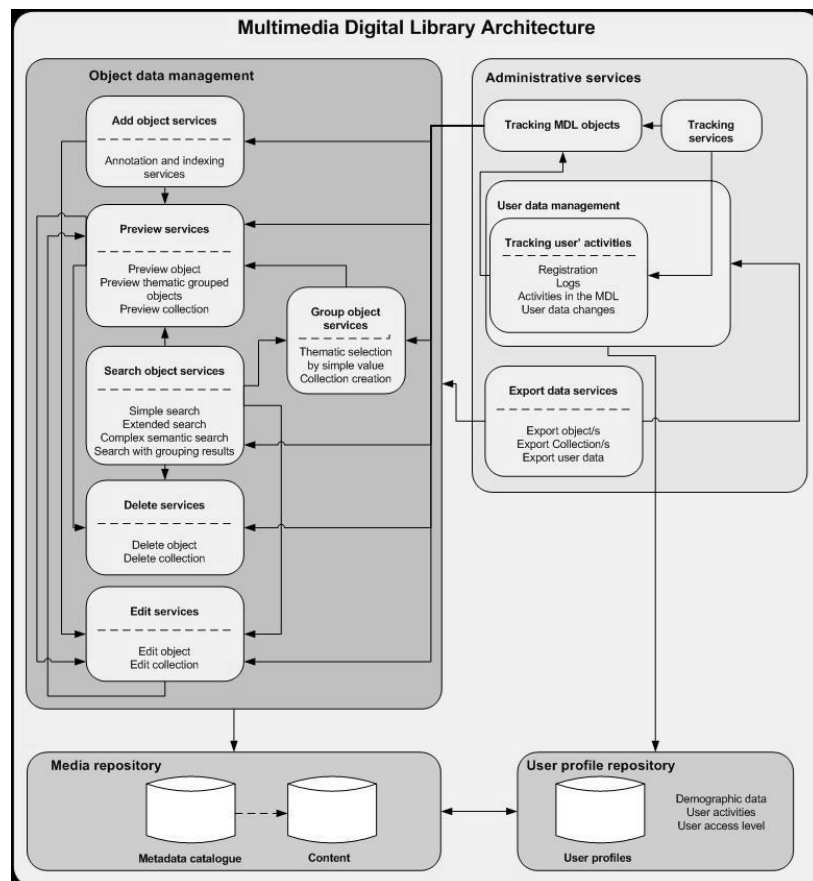 Multimedia Digital Library Architecture
Object data management
Add object services
Annotation and indexing
services
Preview services
Preview object
Preview thematic grouped
objects
Preview collection
Group object
services
Thematic selection
by simple value
Collection creation
Search object services
Simple search
Extended search
Complex semantic search
Search with grouping results
Delete services
Delete object
Delete collection
Edit services
Edit object
Edit collection
Administrative services
Tracking MDL objects
Tracking
services
User data management
Tracking user' activities
Registration
Logs
Activities in the MDL
User data changes
Export data services
Export object/s
Export Collection/s
Export user data
Media repository
Metadata catalogue
Content
User profile repository
User profiles
Demographic data
User activities
User access level